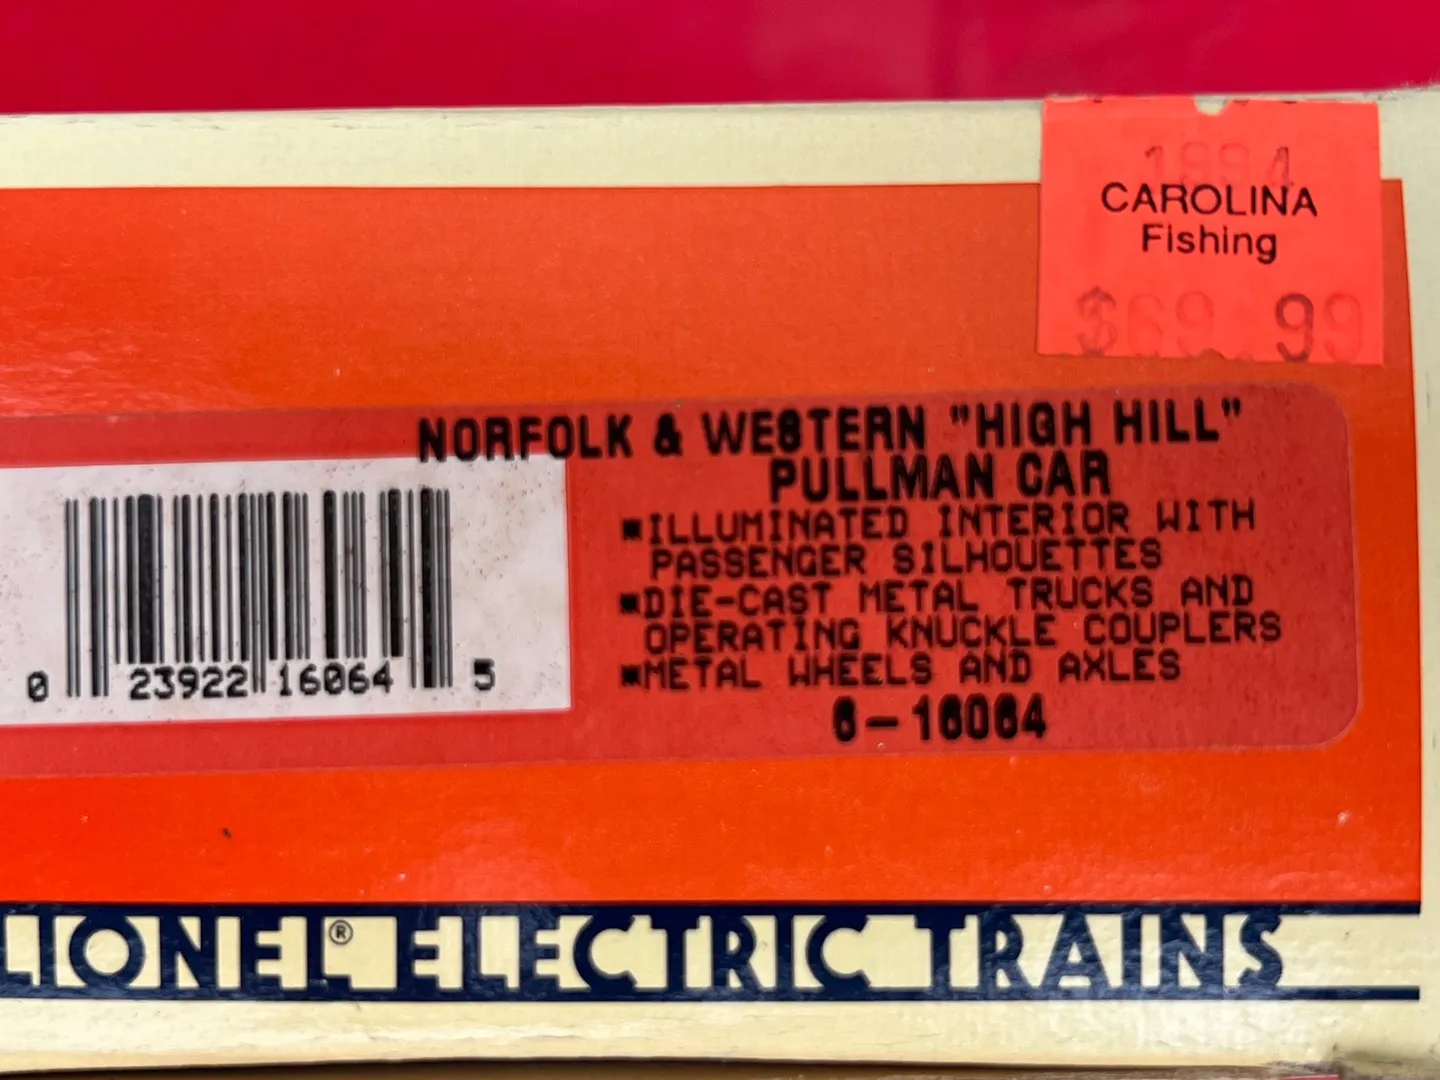 CAROLINA
Fishing
$69.99
NORFOLK & WESTERN "HIGH HILL"
PULLMAN CAR
■ILLUMINATED INTERIOR WITH
PASSENGER SILHOUETTES
■DIE-CAST METAL TRUCKS AND
OPERATING KNUCKLE COUPLERS
■METAL WHEELS AND AXLES
6-16064
0 23922 16064 5
LIONEL® ELECTRIC TRAINS